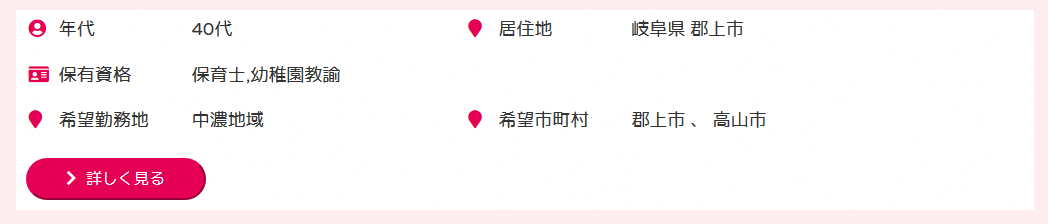 年代 40代 居住地 岐阜県 郡上市
保有資格 保育士,幼稚園教諭
希望勤務地 中濃地域 希望市町村 郡上市 、 高山市
詳しく見る